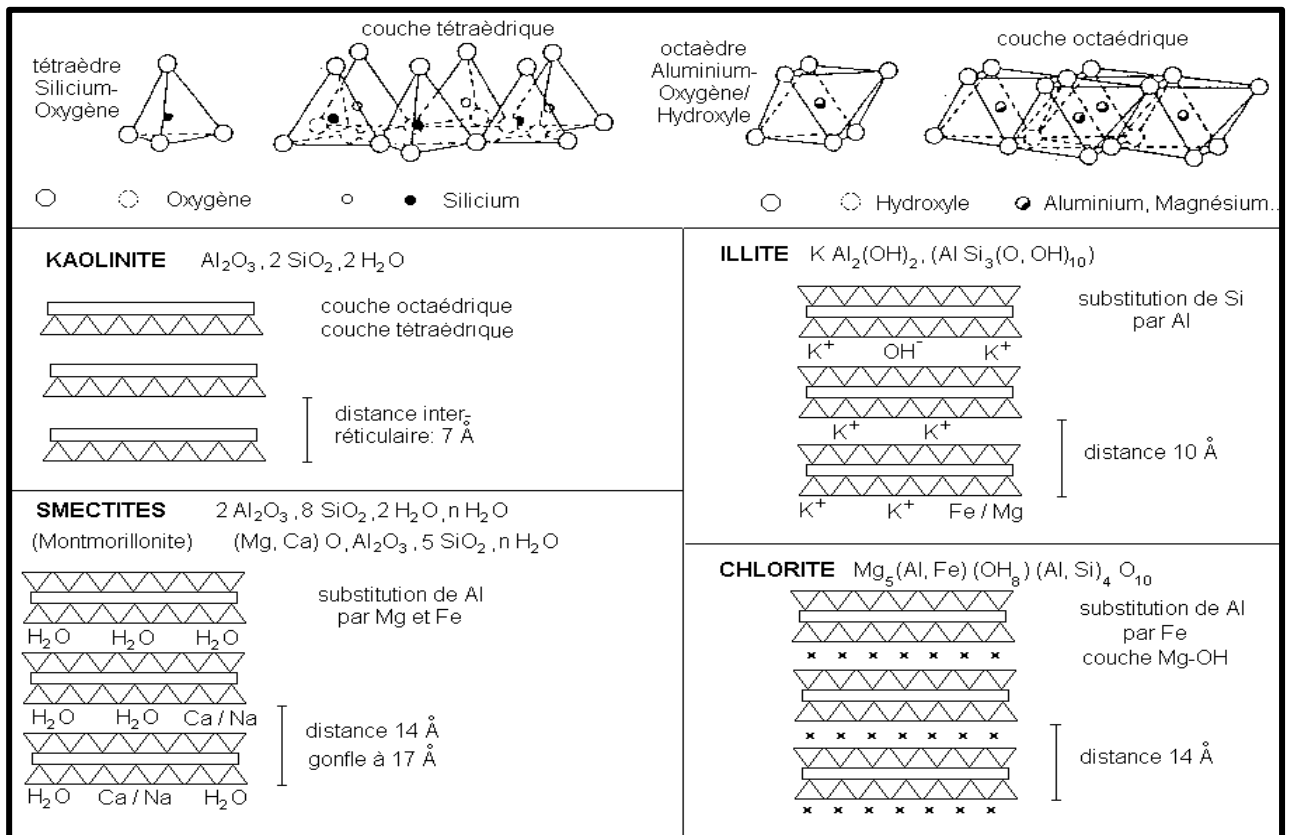 couche tétraèdrique
tétraèdre
Silicium-
Oxygène
octaèdre
Aluminium-
Oxygène/
Hydroxyle
couche octaédrique
Oxygène
Silicium
Hydroxyle
Aluminium, Magnésium..
KAOLINITE Al₂O₃, 2 SiO₂, 2 H₂O
couche octaédrique
couche tétraédrique
distance inter-
réticulaire: 7 Å
ILLITE K Al₂(OH)₂, (Al Si₃(O, OH)₁₀)
substitution de Si
par Al
K⁺ OH⁻ K⁺
K⁺ K⁺
distance 10 Å
K⁺ K⁺ Fe / Mg
SMECTITES 2 Al₂O₃, 8 SiO₂, 2 H₂O, n H₂O
(Montmorillonite) (Mg, Ca) O, Al₂O₃, 5 SiO₂, n H₂O
substitution de Al
par Mg et Fe
H₂O H₂O H₂O
H₂O H₂O Ca / Na
distance 14 Å
gonfle à 17 Å
H₂O Ca / Na H₂O
CHLORITE Mg₅(Al, Fe) (OH₈) (Al, Si)₄ O₁₀
substitution de Al
par Fe
couche Mg-OH
distance 14 Å